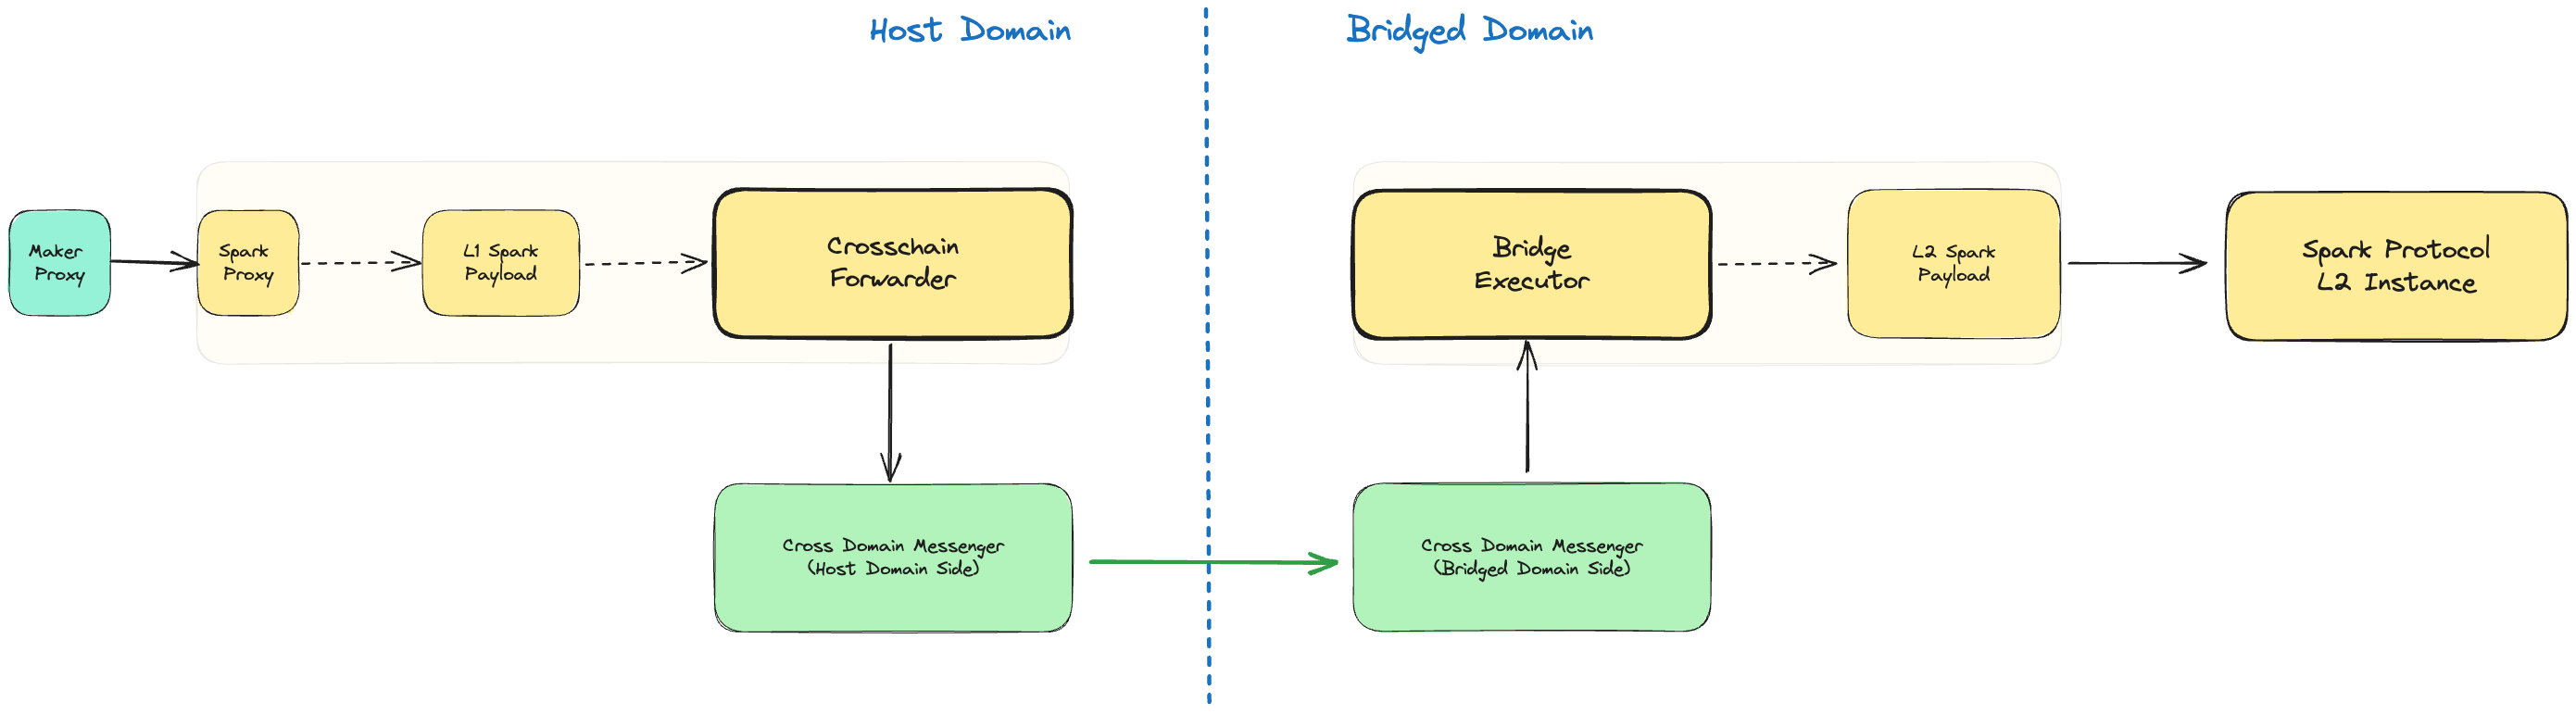 Host Domain
Bridged Domain
Maker
Proxy
Spark
Proxy
L1 Spark
Payload
Crosschain
Forwarder
Bridge
Executor
L2 Spark
Payload
Spark Protocol
L2 Instance
Cross Domain Messenger
(Host Domain Side)
Cross Domain Messenger
(Bridged Domain Side)